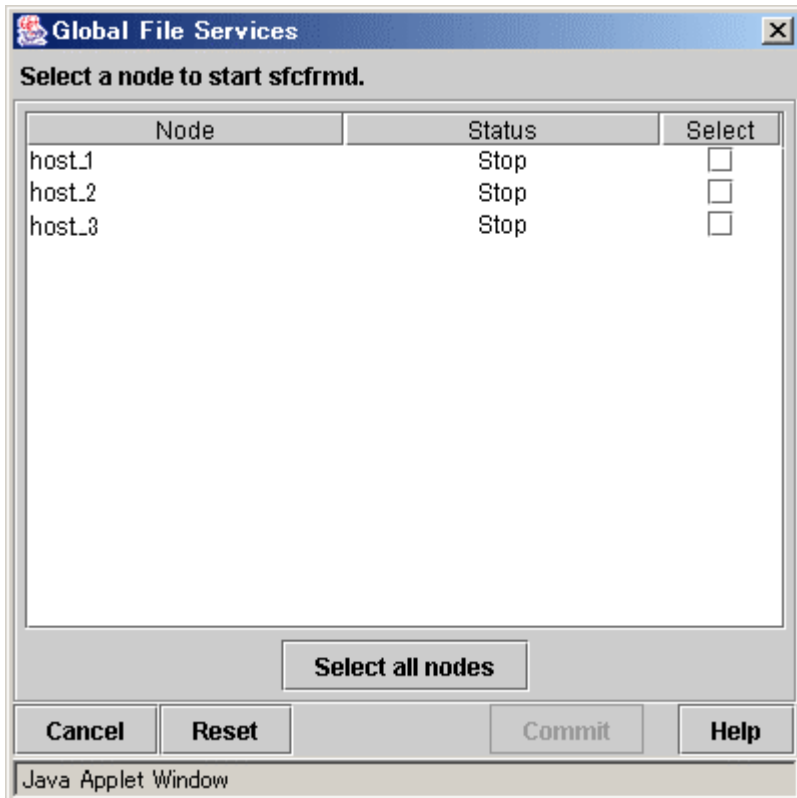 Global File Services
Select a node to start sfcfrmd.
Node Status Select
host_1 Stop
host_2 Stop
host_3 Stop
Select all nodes
Cancel Reset Commit Help
Java Applet Window